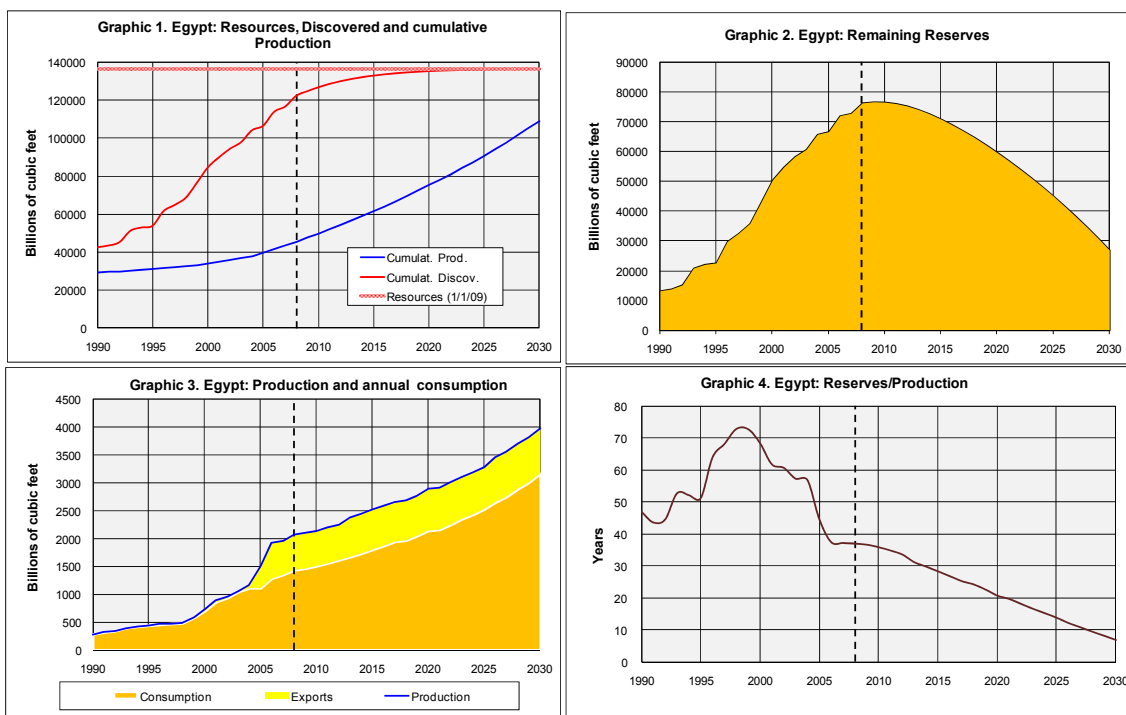 Graphic 1. Egypt: Resources, Discovered and cumulative
Production
Billions of cubic feet
140000
120000
100000
80000
60000
40000
20000
0
1990 1995 2000 2005 2010 2015 2020 2025 2030
Cumulat. Prod.
Cumulat. Discov.
Resources (1/1/09)
Graphic 2. Egypt: Remaining Reserves
Billions of cubic feet
90000
80000
70000
60000
50000
40000
30000
20000
10000
0
1990 1995 2000 2005 2010 2015 2020 2025 2030
Graphic 3. Egypt: Production and annual consumption
Billions of cubic feet
4500
4000
3500
3000
2500
2000
1500
1000
500
0
1990 1995 2000 2005 2010 2015 2020 2025 2030
Consumption Exports Production
Graphic 4. Egypt: Reserves/Production
Years
80
70
60
50
40
30
20
10
0
1990 1995 2000 2005 2010 2015 2020 2025 2030